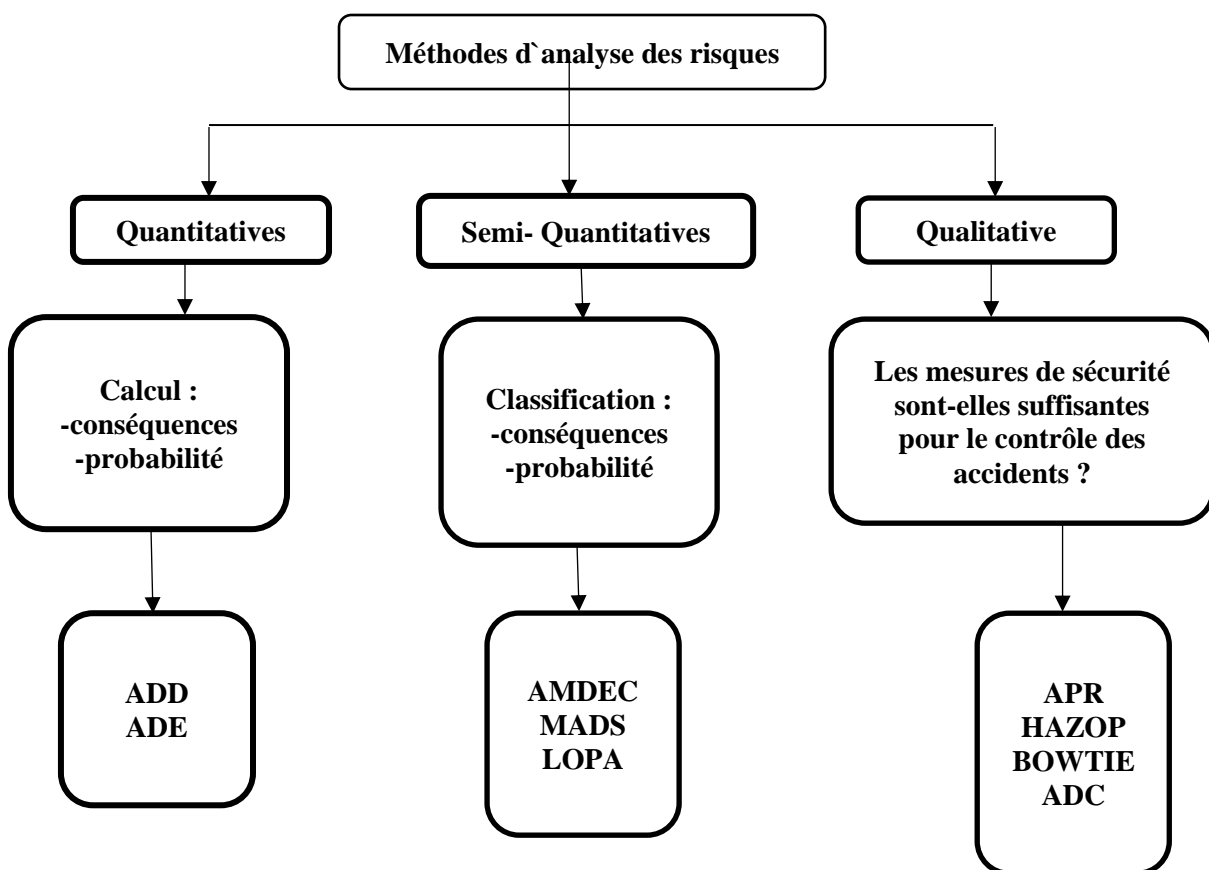 Méthodes d`analyse des risques
Quantitatives
Semi- Quantitatives
Qualitative
Calcul :
-conséquences
-probabilité
Classification :
-conséquences
-probabilité
Les mesures de sécurité
sont-elles suffisantes
pour le contrôle des
accidents ?
ADD
ADE
AMDEC
MADS
LOPA
APR
HAZOP
BOWTIE
ADC